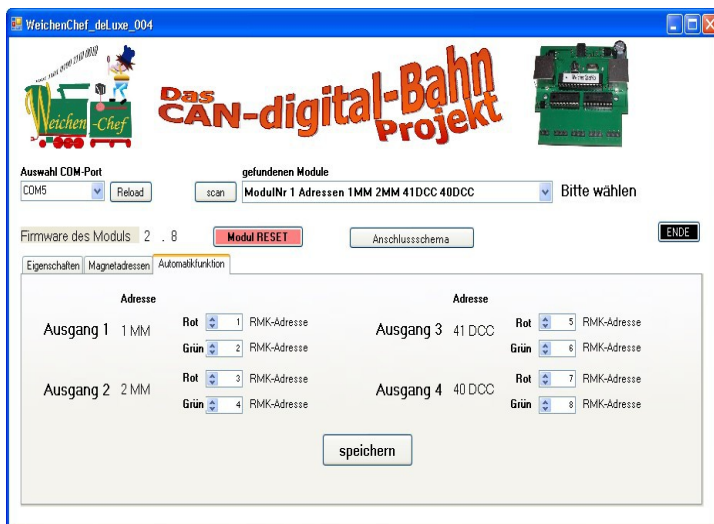 WeichenChef_deLuxe_004
Weichen -Chef
Das
CAN-digital-Bahn
Projekt
Auswahl COM-Port
gefundenen Module
COM5 Reload scan ModulNr 1 Adressen 1MM 2MM 41DCC 40DCC Bitte wählen
Firmware des Moduls 2 . 8 Modul RESET Anschlussschema ENDE
Eigenschaften Magnetadressen Automatikfunktion
Adresse Adresse
Ausgang 1 1 MM Rot 1 RMK-Adresse Ausgang 3 41 DCC Rot 5 RMK-Adresse
Grün 2 RMK-Adresse Grün 6 RMK-Adresse
Ausgang 2 2 MM Rot 3 RMK-Adresse Ausgang 4 40 DCC Rot 7 RMK-Adresse
Grün 4 RMK-Adresse Grün 8 RMK-Adresse
speichern